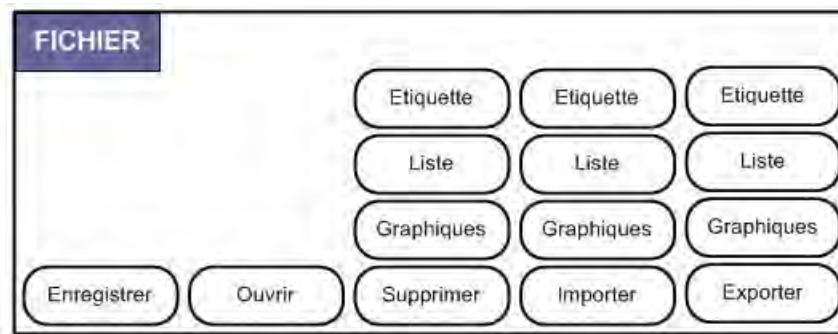 FICHIER
Etiquette Etiquette Etiquette
Liste Liste Liste
Graphiques Graphiques Graphiques
Enregistrer Ouvrir Supprimer Importer Exporter